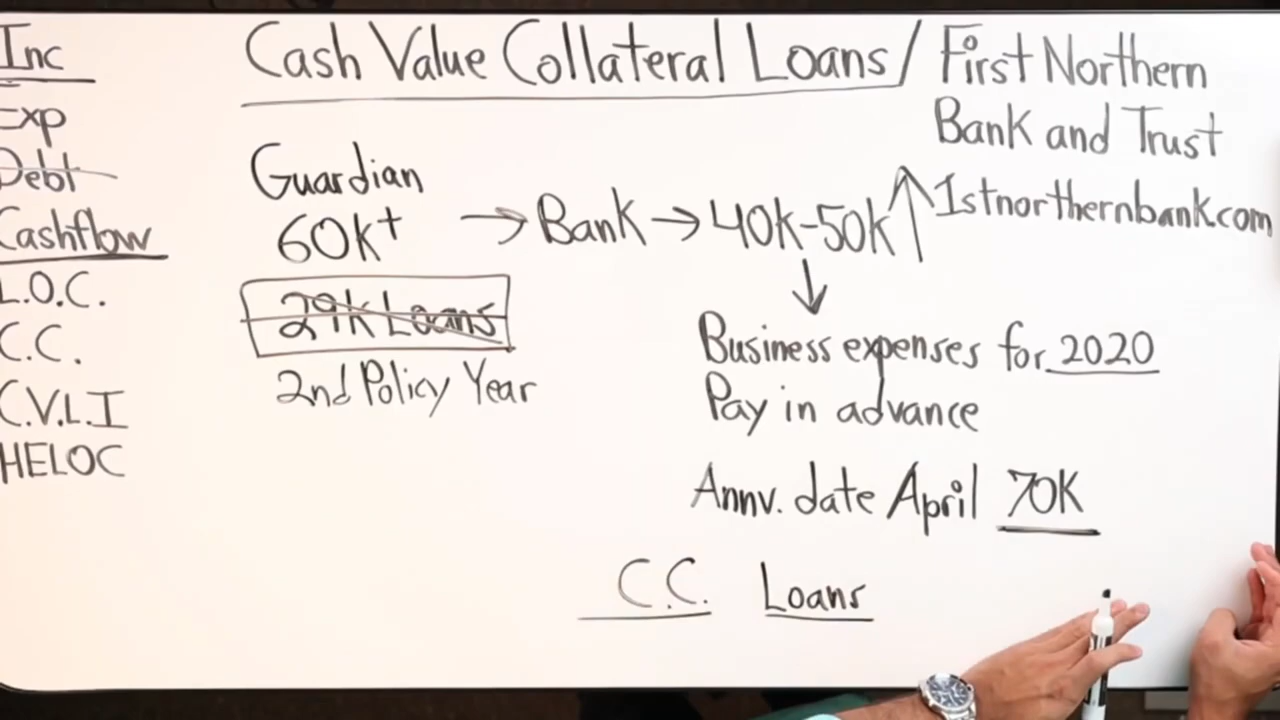 Inc
Exp
Debt
Cashflow
L.O.C.
C.C.
C.V.L.I
HELOC
Cash Value Collateral Loans/ First Northern
Bank and Trust
1stnorthernbank.com
Guardian
60k+ → Bank → 40k-50k ↑
29k Loans
2nd Policy Year
↓
Business expenses for 2020
Pay in advance
Annv. date April 70K
C.C. Loans